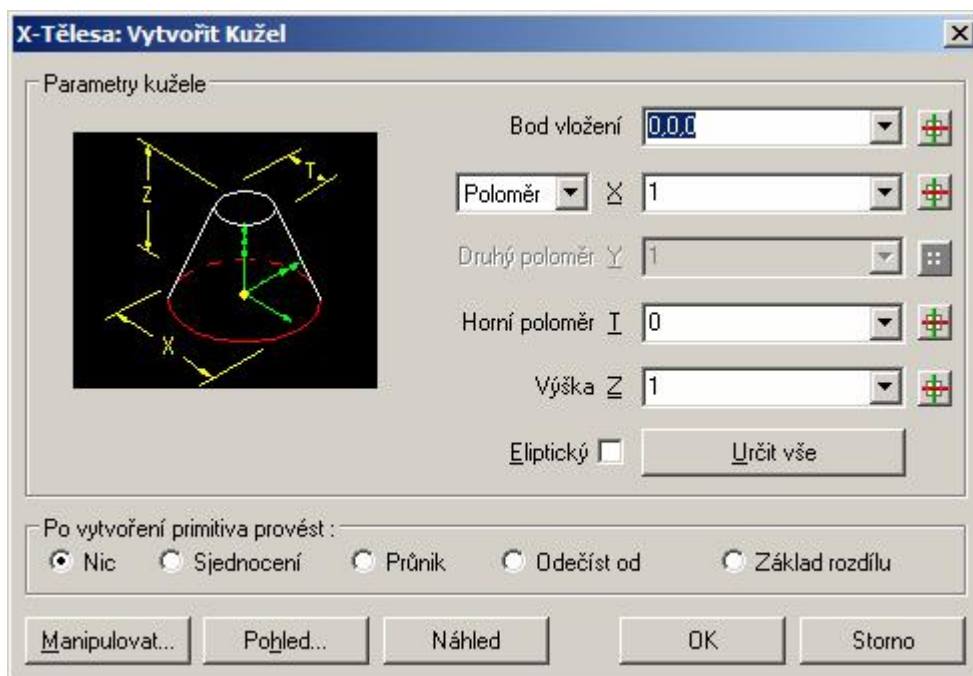 X-Tělesa: Vytvořit Kužel
Parametry kužele
Z
T
X
Bod vložení 0,0,0
Poloměr X 1
Druhý poloměr Y 1
Horní poloměr T 0
Výška Z 1
Eliptický Určit vše
Po vytvoření primitiva provést :
Nic Sjednocení Průnik Odečíst od Základ rozdílu
Manipulovat... Pohled... Náhled OK Storno